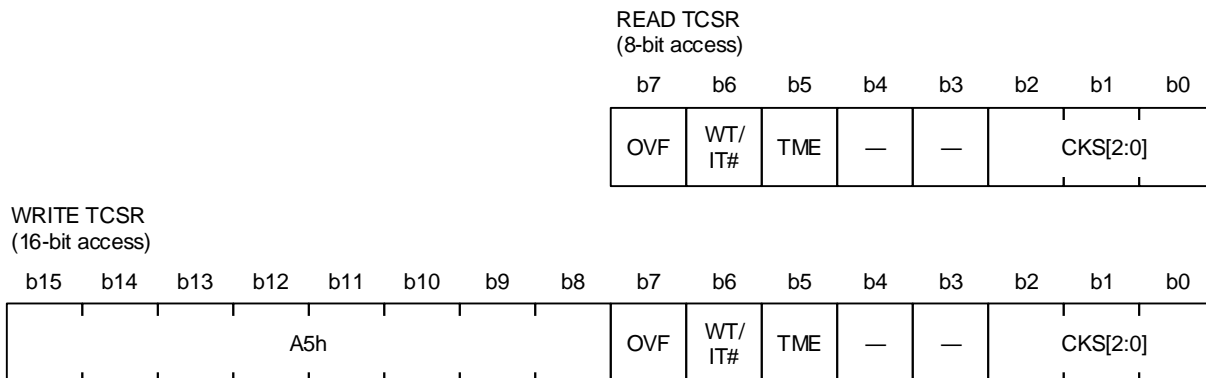 READ TCSR
(8-bit access)
b7 b6 b5 b4 b3 b2 b1 b0
OVF WT/ IT# TME — — CKS[2:0]
WRITE TCSR
(16-bit access)
b15 b14 b13 b12 b11 b10 b9 b8 b7 b6 b5 b4 b3 b2 b1 b0
A5h OVF WT/ IT# TME — — CKS[2:0]